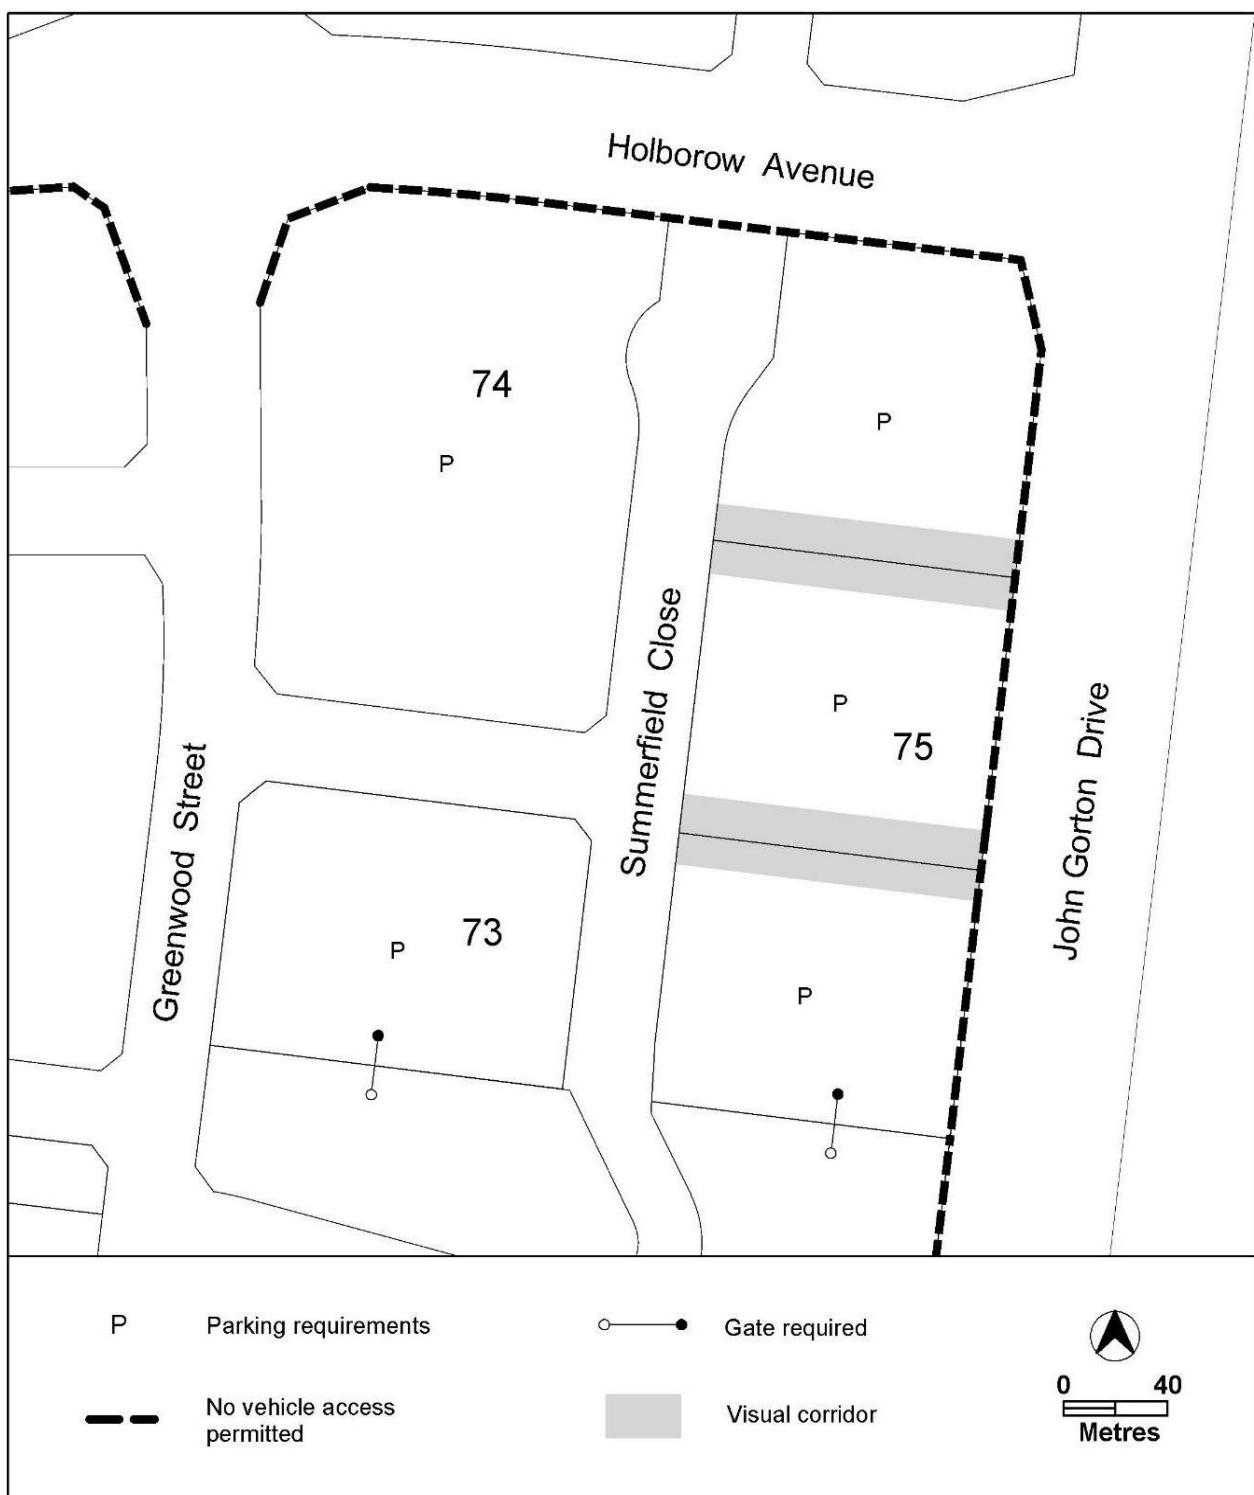 Holborow Avenue
74
P
P
Summerfield Close
P
75
John Gorton Drive
Greenwood Street
73
P
P
P Parking requirements
Gate required
No vehicle access
permitted
Visual corridor
0 40
Metres